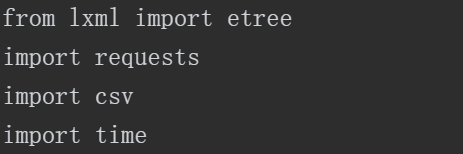 from lxml import etree
import requests
import csv
import time